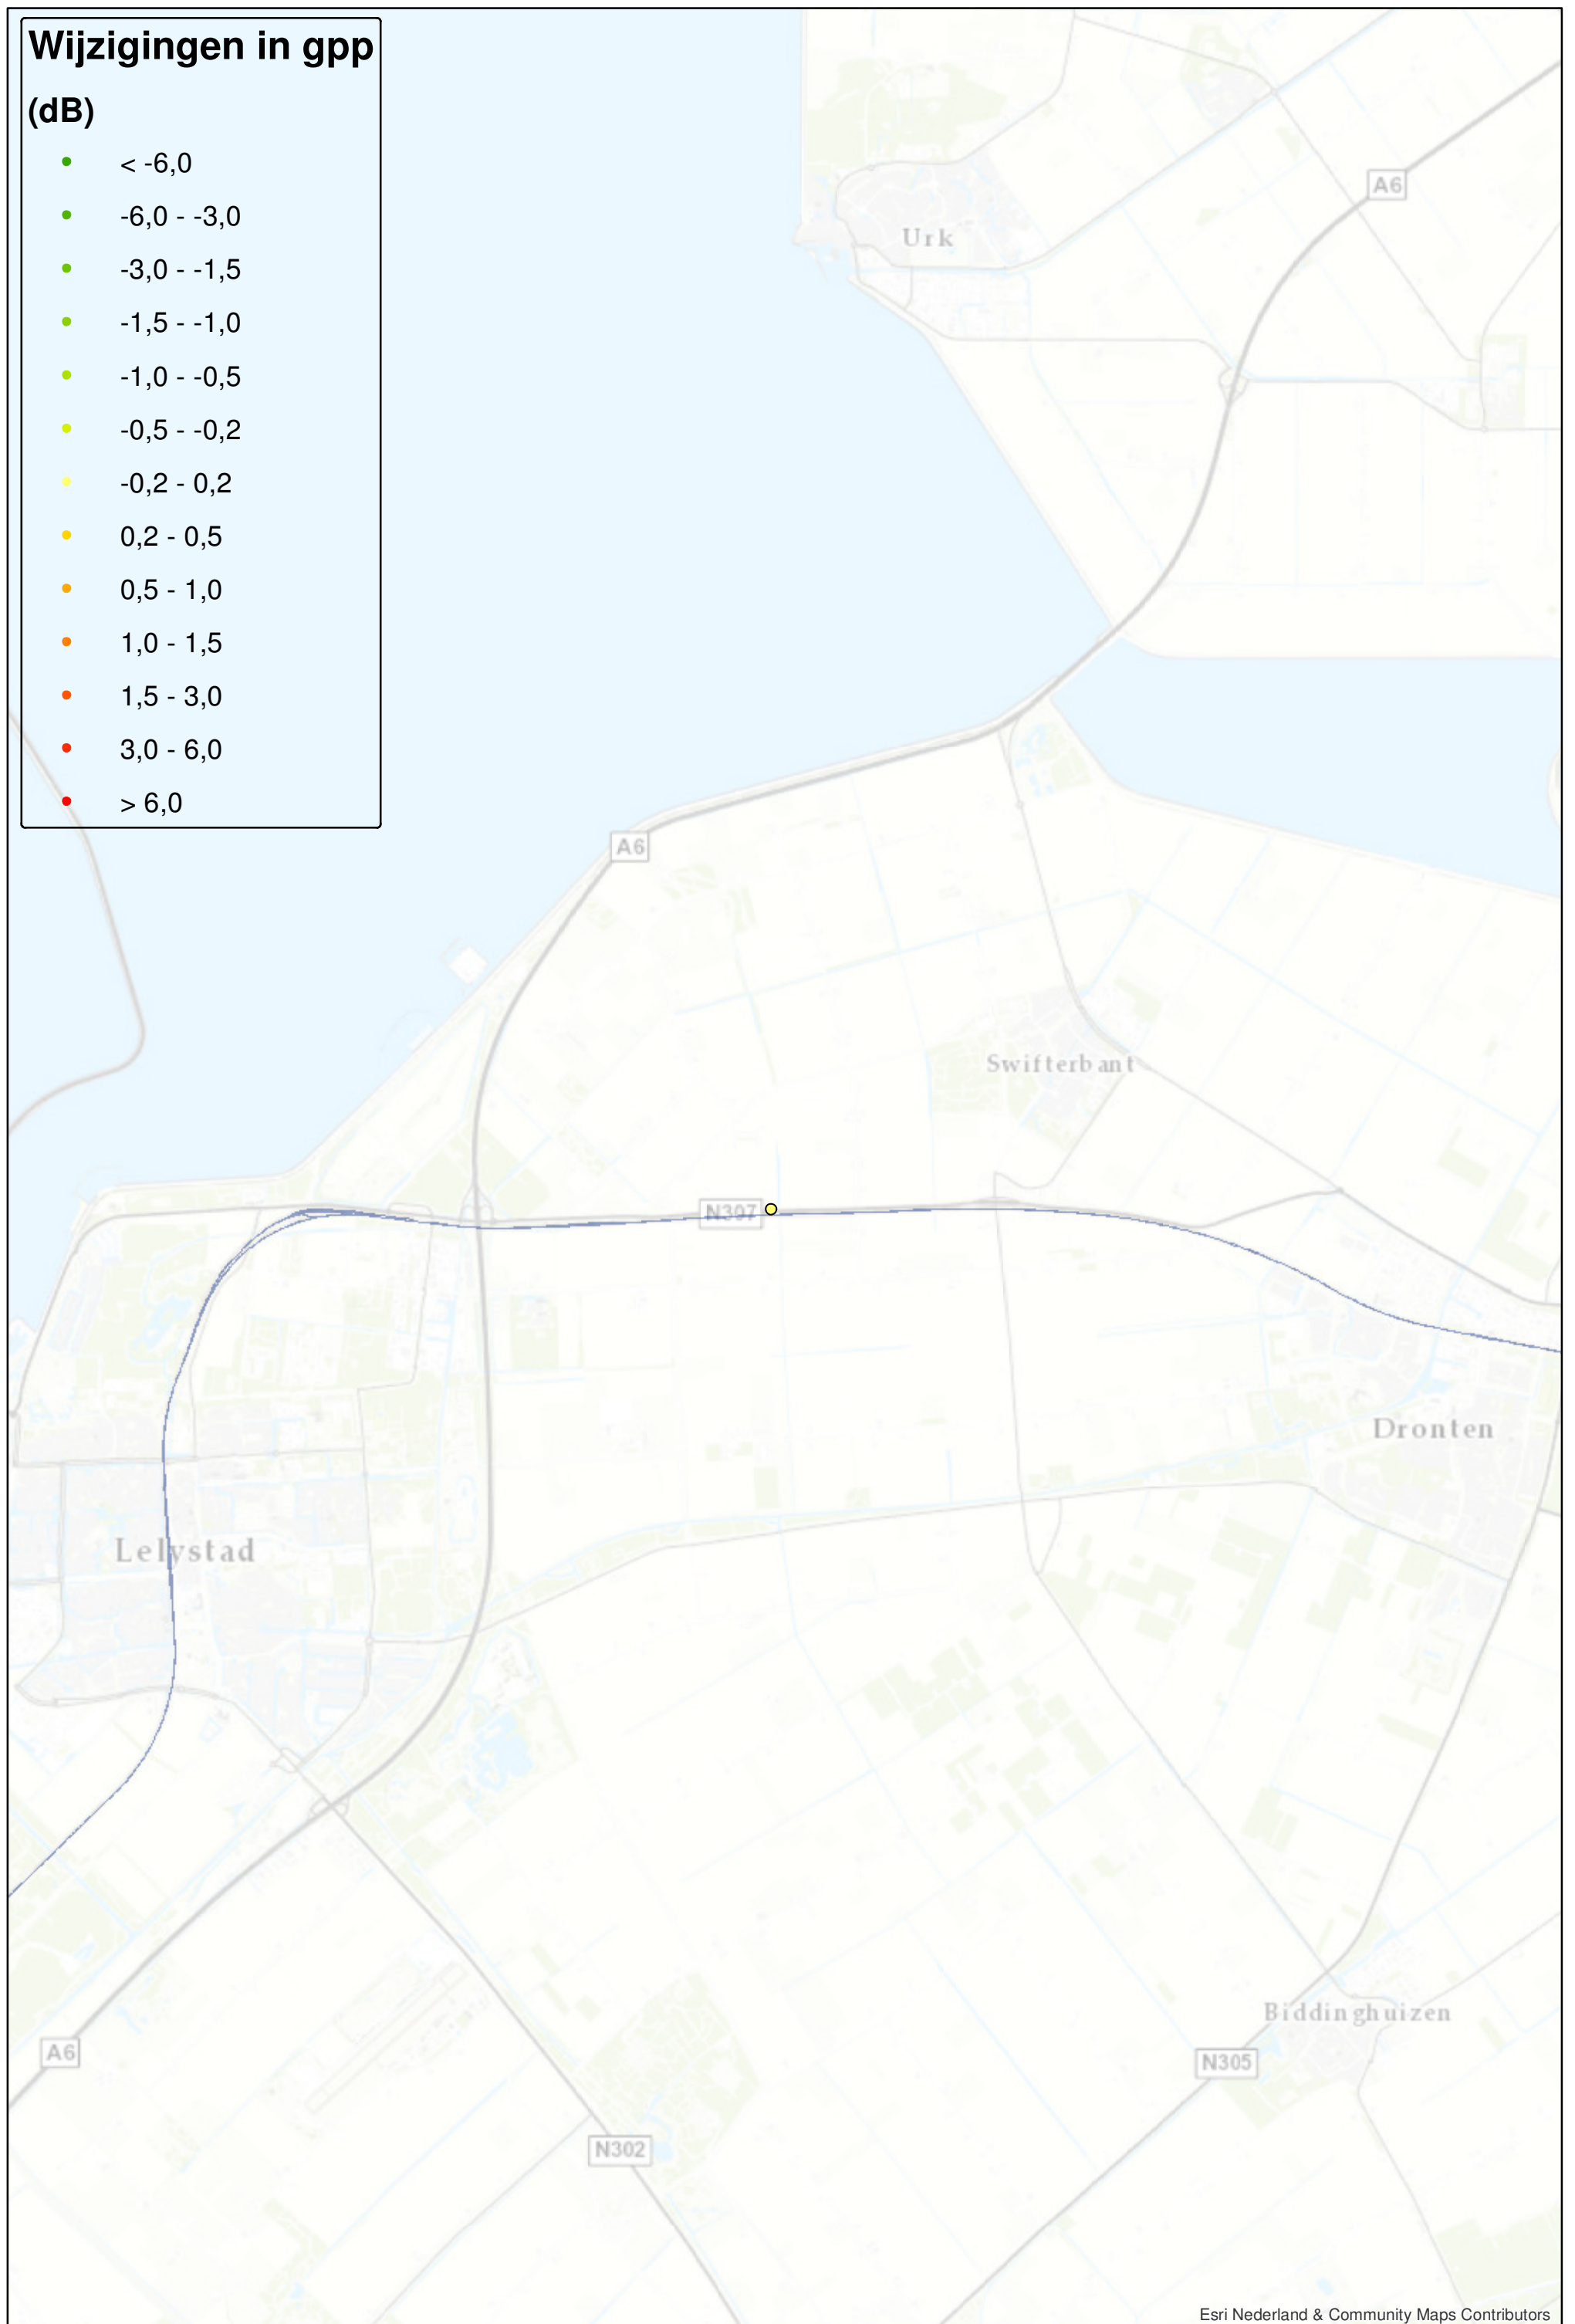 Wijzigingen in gpp
(dB)
< -6,0
-6,0 - -3,0
-3,0 - -1,5
-1,5 - -1,0
-1,0 - -0,5
-0,5 - -0,2
-0,2 - 0,2
0,2 - 0,5
0,5 - 1,0
1,0 - 1,5
1,5 - 3,0
3,0 - 6,0
> 6,0
A6
Urk
A6
Swifterbant
N307
Dronten
Lelystad
Biddinghuizen
A6
N305
N302
Esri Nederland & Community Maps Contributors